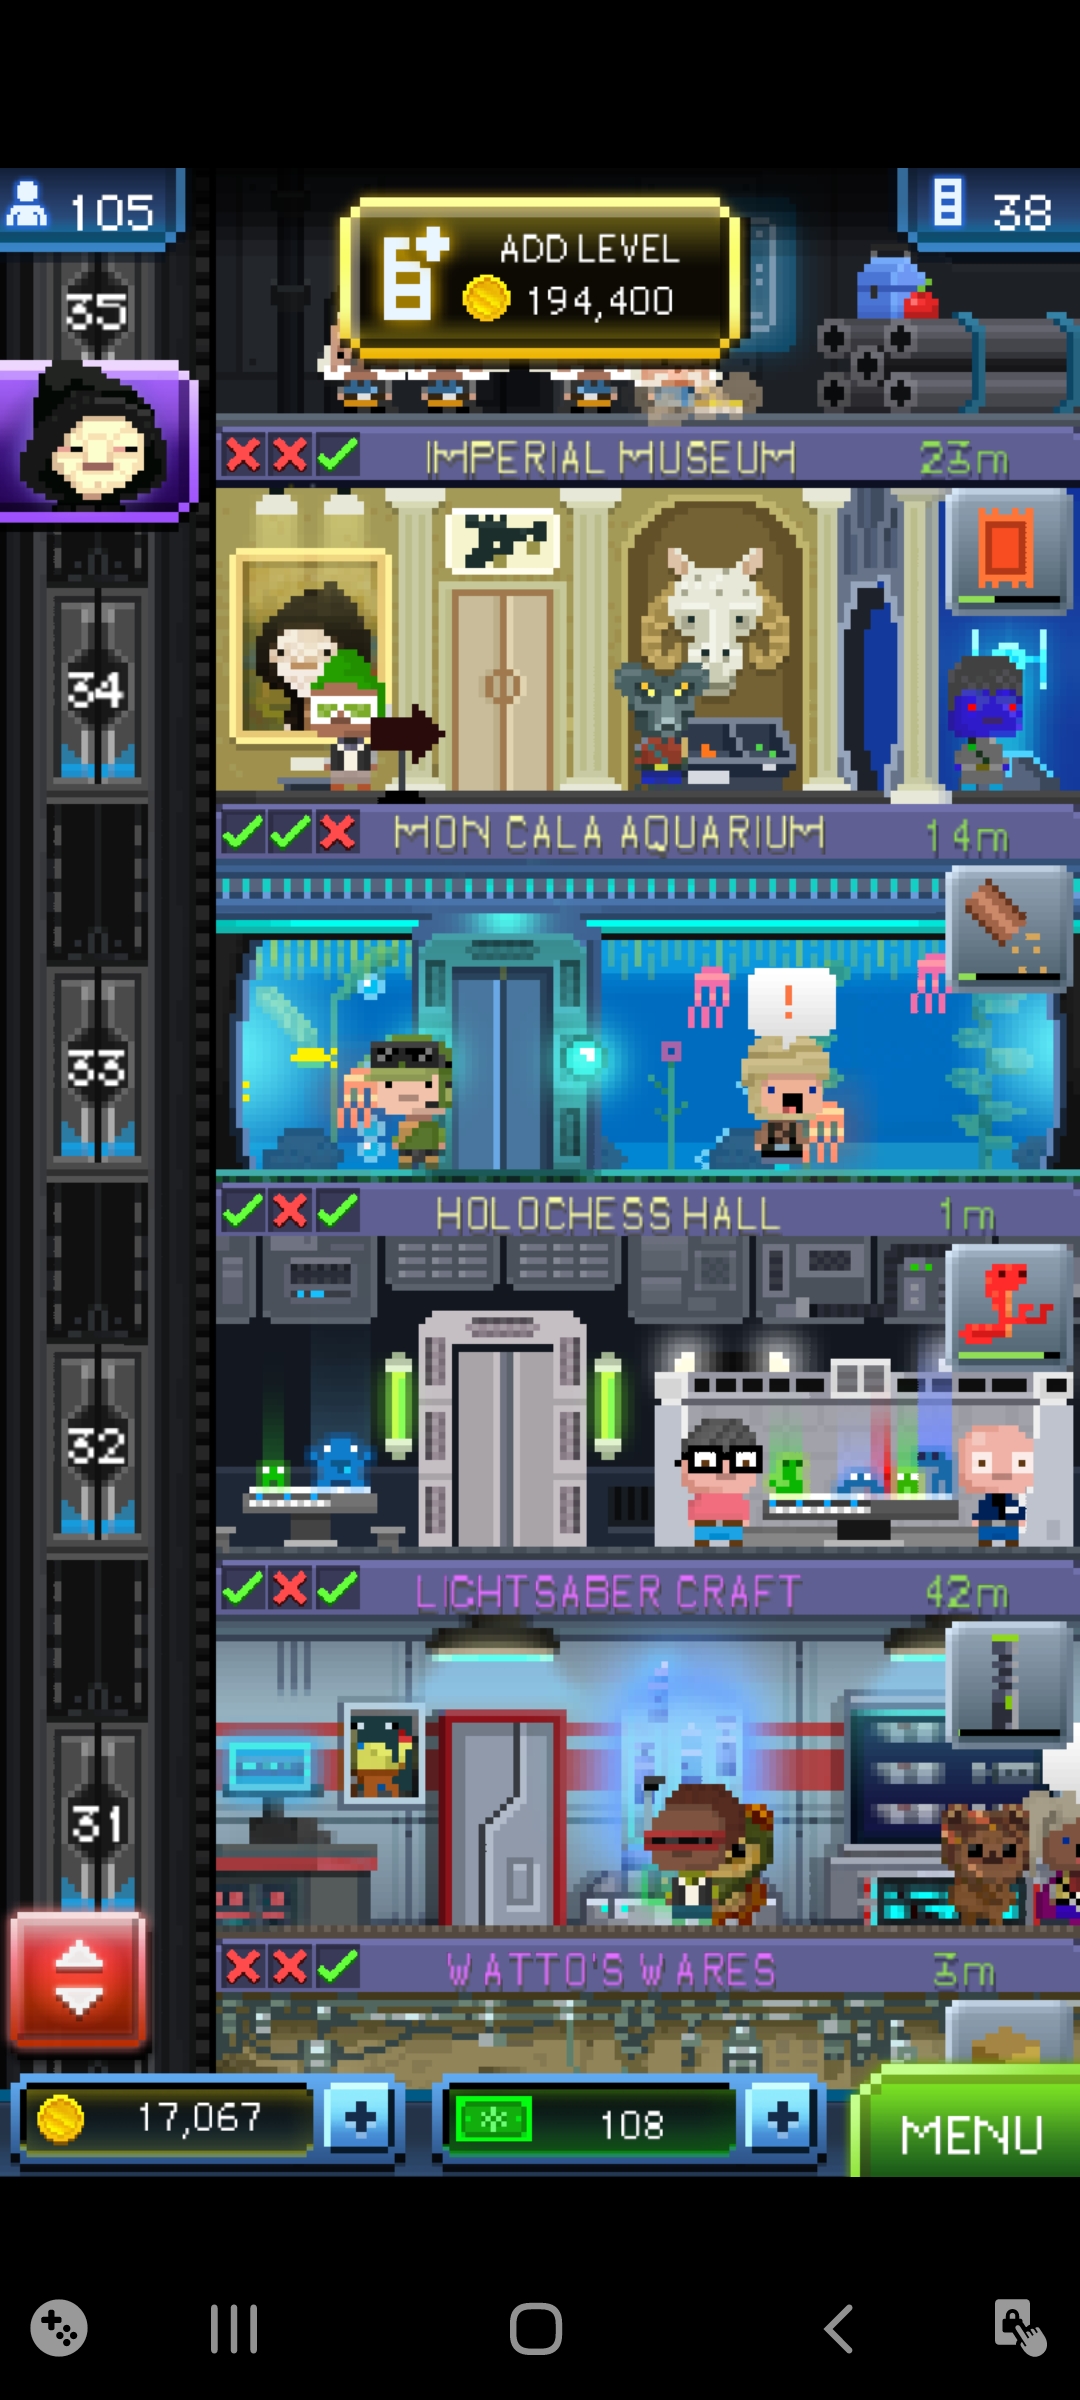 105
38
ADD LEVEL
194,400
35
IMPERIAL MUSEUM 23m
34
MON CALA AQUARIUM 14m
!
33
HOLOCHESS HALL 1m
32
LIGHTSABER CRAFT 42m
31
WATTO'S WARES 3m
17,067
108
MENU